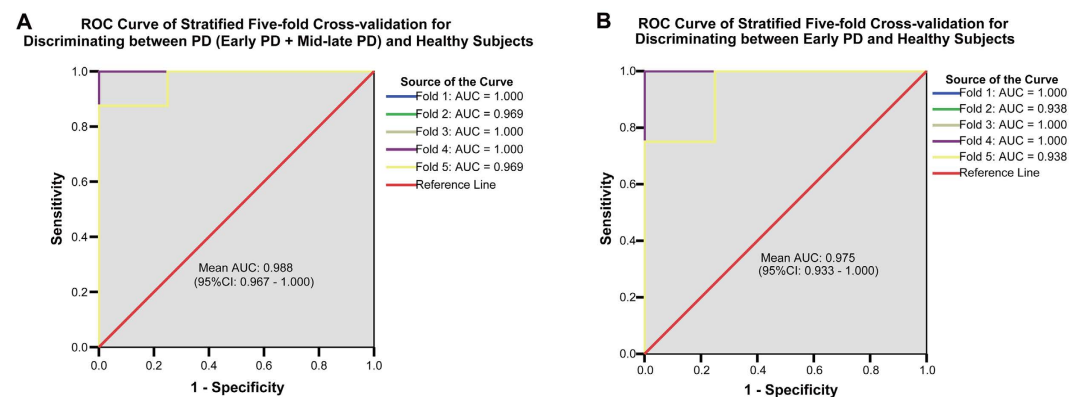 A
ROC Curve of Stratified Five-fold Cross-validation for
Discriminating between PD (Early PD + Mid-late PD) and Healthy Subjects
1.0
0.8
0.6
0.4
0.2
0.0
Sensitivity
0.0 0.2 0.4 0.6 0.8 1.0
1 - Specificity
Mean AUC: 0.988
(95%CI: 0.967 - 1.000)
Source of the Curve
Fold 1: AUC = 1.000
Fold 2: AUC = 0.969
Fold 3: AUC = 1.000
Fold 4: AUC = 1.000
Fold 5: AUC = 0.969
Reference Line
B
ROC Curve of Stratified Five-fold Cross-validation for
Discriminating between Early PD and Healthy Subjects
1.0
0.8
0.6
0.4
0.2
0.0
Sensitivity
0.0 0.2 0.4 0.6 0.8 1.0
1 - Specificity
Mean AUC: 0.975
(95%CI: 0.933 - 1.000)
Source of the Curve
Fold 1: AUC = 1.000
Fold 2: AUC = 0.938
Fold 3: AUC = 1.000
Fold 4: AUC = 1.000
Fold 5: AUC = 0.938
Reference Line